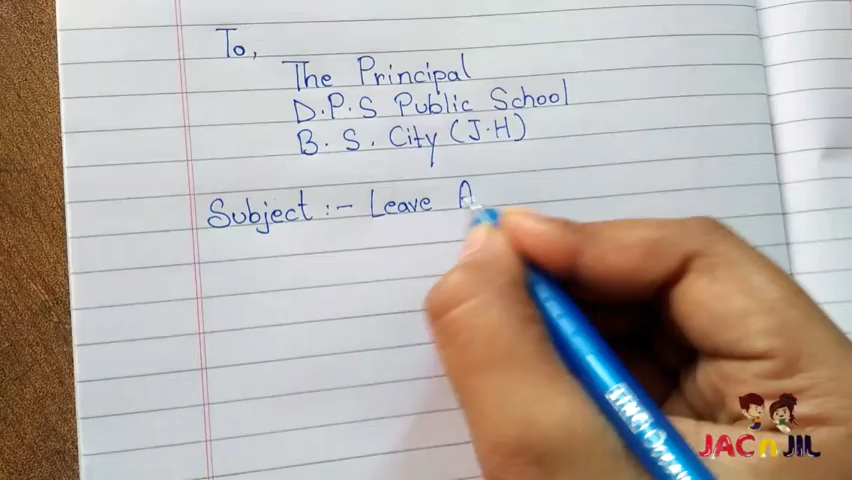 To,
The Principal
D.P.S Public School
B. S. City (J.H)
Subject :- Leave A
JAC n JIL